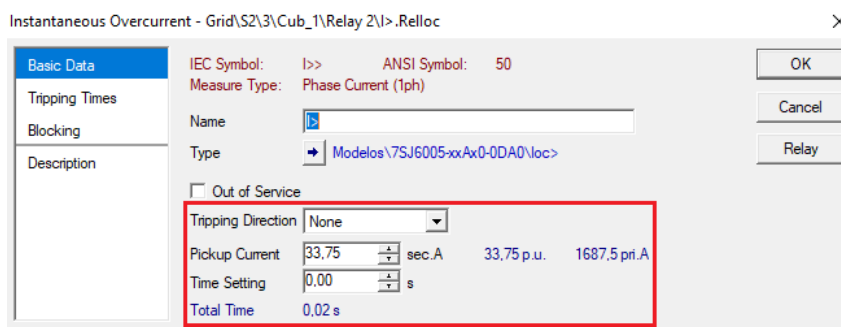 Instantaneous Overcurrent - Grid\S2\3\Cub_1\Relay 2\I>.Relloc
Basic Data
Tripping Times
Blocking
Description
IEC Symbol: I>> ANSI Symbol: 50
Measure Type: Phase Current (1ph)
Name I>
Type Modelos\7SJ6005-xxAx0-0DA0\Ioc>
Out of Service
Tripping Direction None
Pickup Current 33,75 sec.A 33,75 p.u. 1687,5 pri.A
Time Setting 0,00 s
Total Time 0,02 s
OK
Cancel
Relay